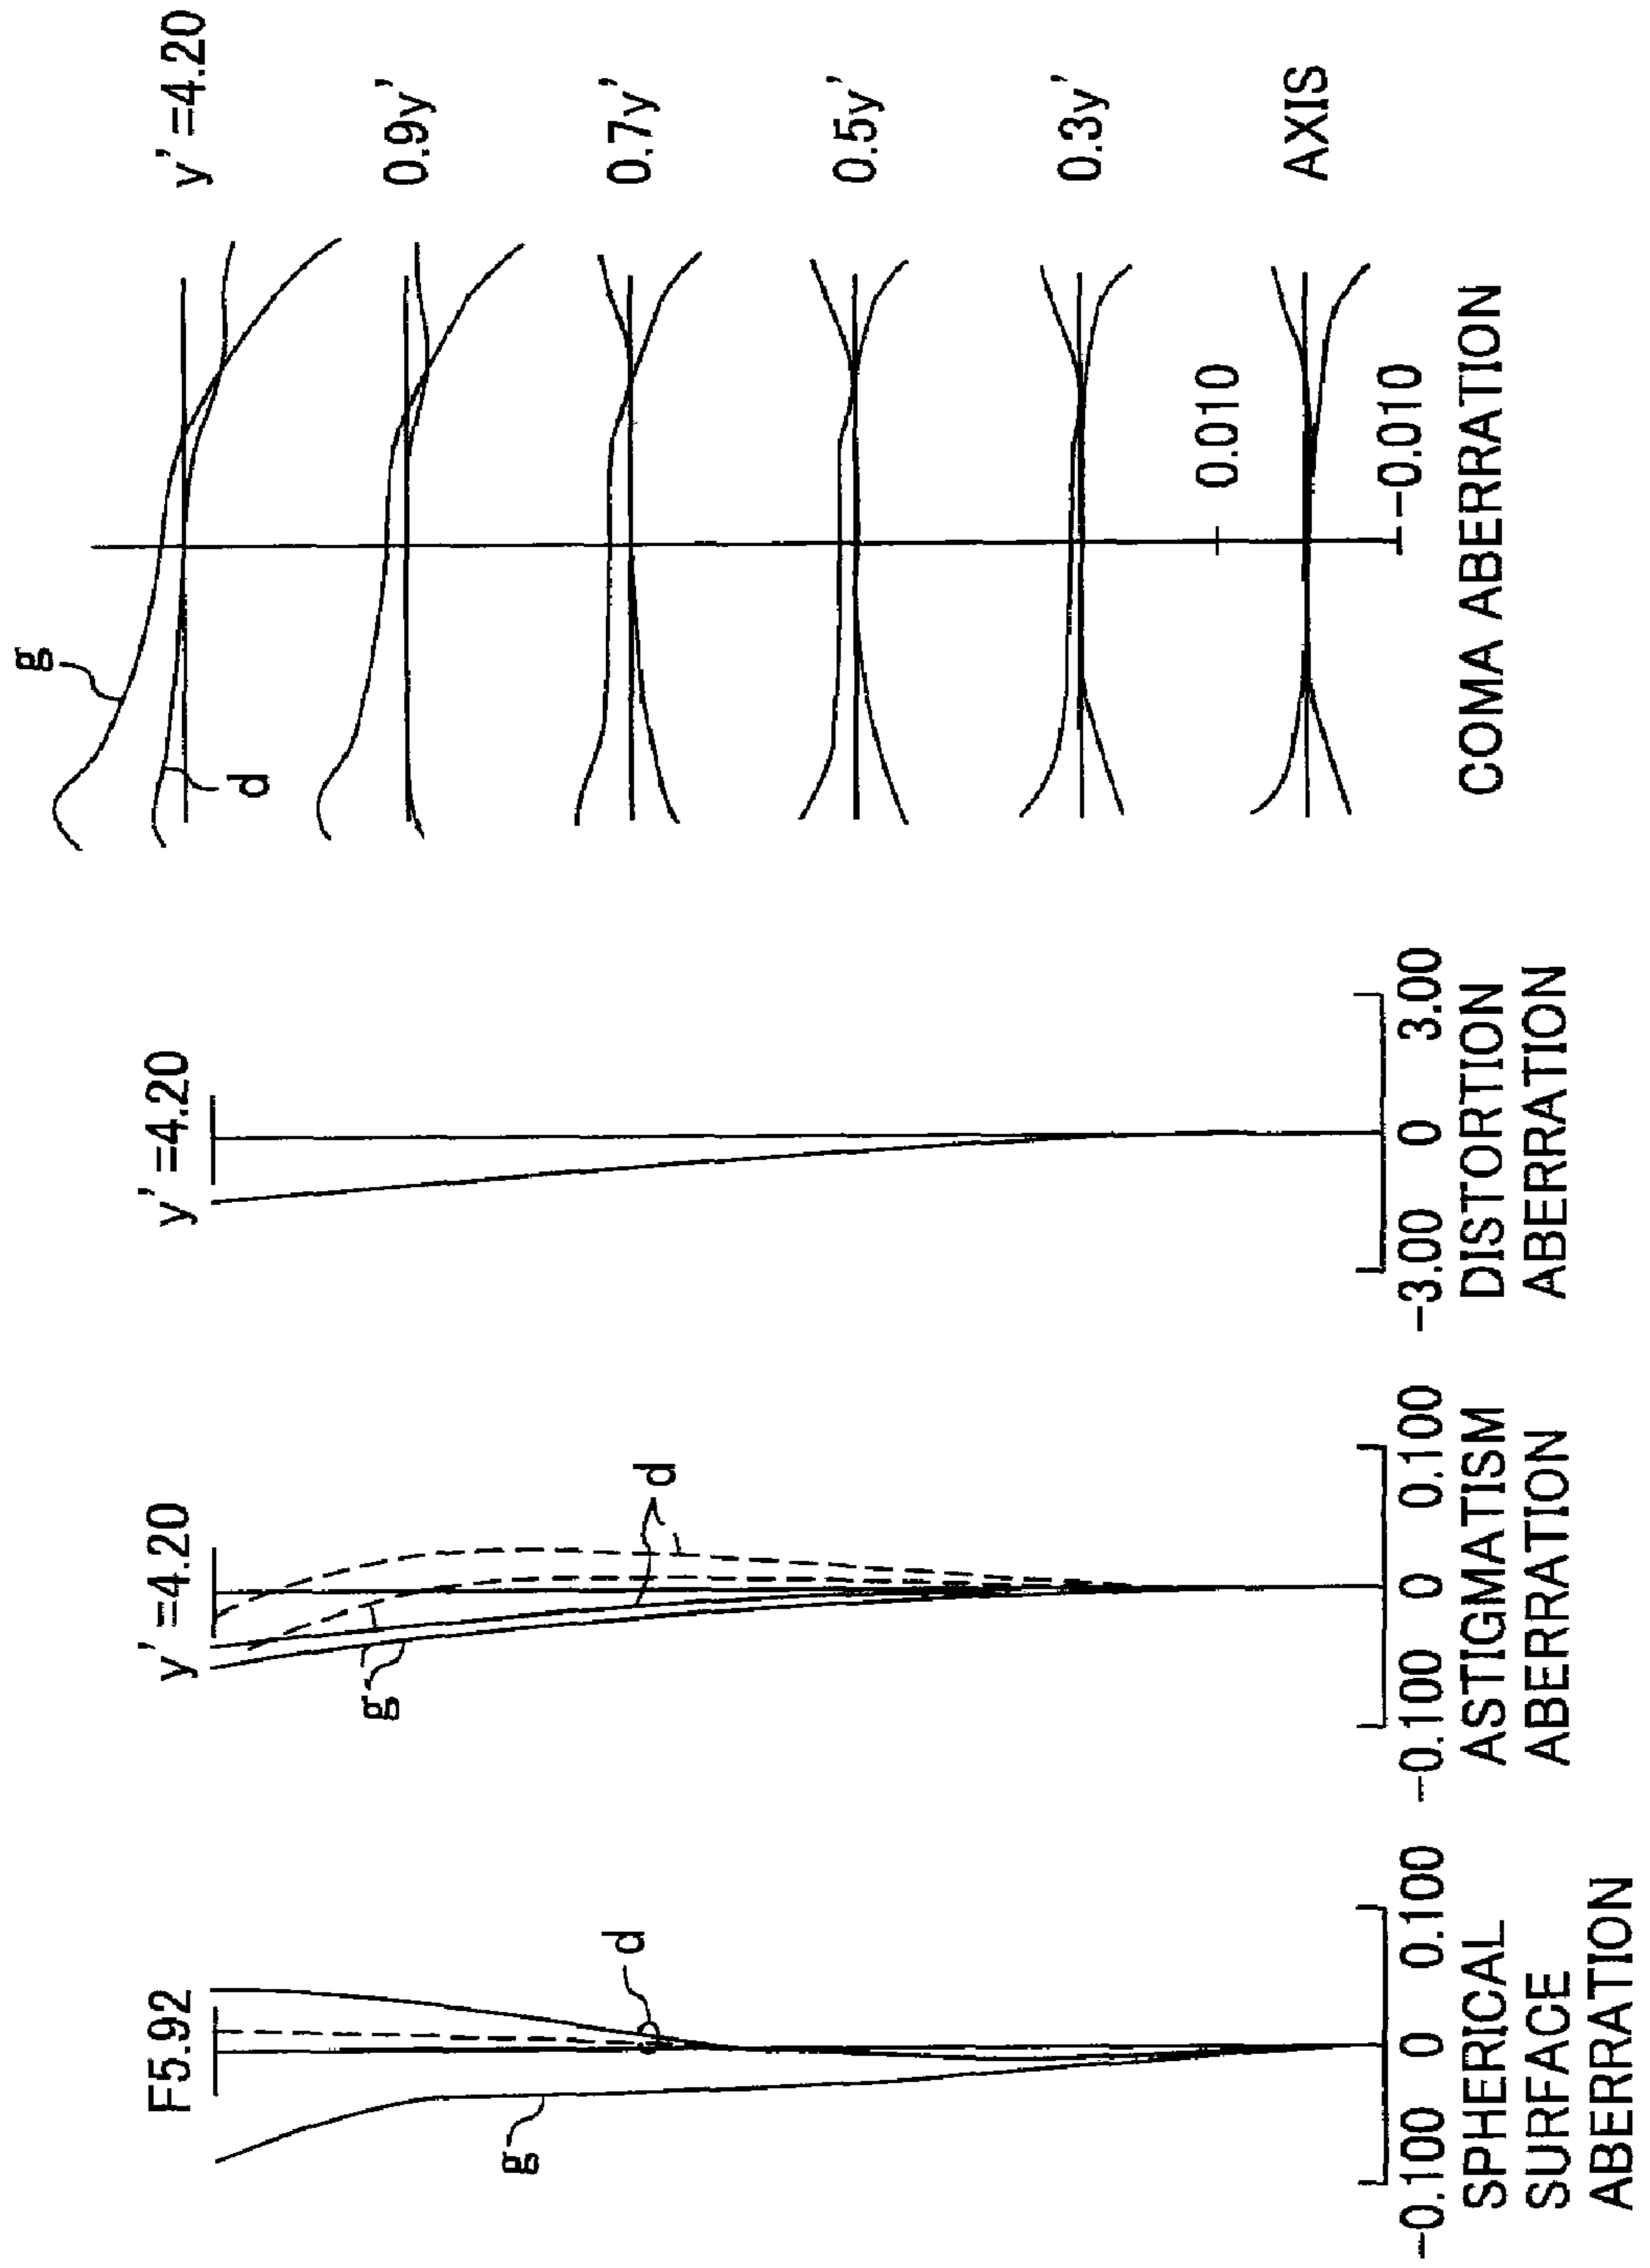 F5.92
g
d
-0.100
0
0.100
SPHERICAL
SURFACE
ABERRATION
y'=4.20
g
d
-0.100
0
0.100
ASTIGMATISM
ABERRATION
y'=4.20
-3.00
0
3.00
DISTORTION
ABERRATION
g
d
y'=4.20
0.9y'
0.7y'
0.5y'
0.3y'
0.010
AXIS
-0.010
COMA ABERRATION